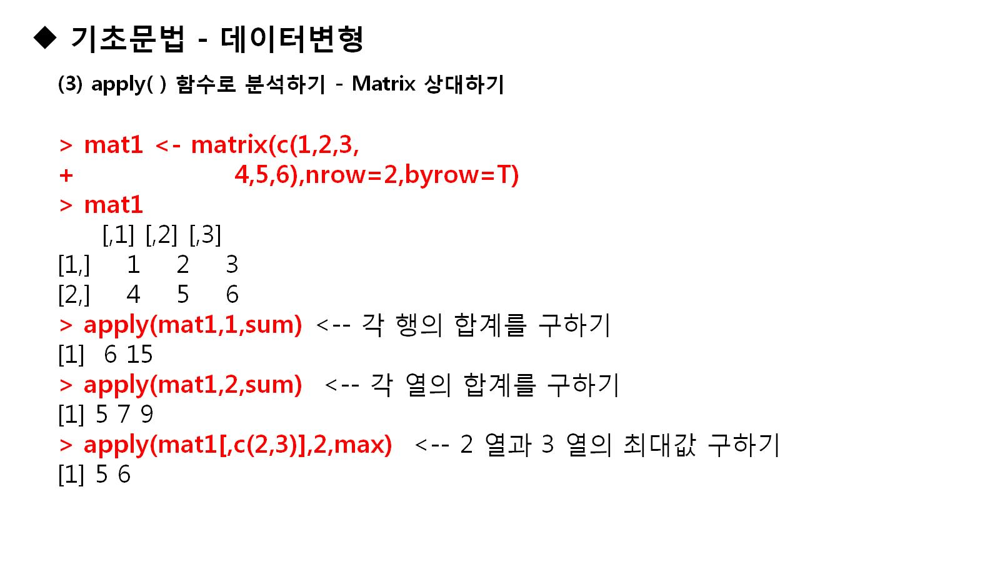 ◆ 기초문법 - 데이터변형
(3) apply( ) 함수로 분석하기 - Matrix 상대하기
> mat1 <- matrix(c(1,2,3,
+ 4,5,6),nrow=2,byrow=T)
> mat1
[,1] [,2] [,3]
[1,] 1 2 3
[2,] 4 5 6
> apply(mat1,1,sum) <-- 각 행의 합계를 구하기
[1] 6 15
> apply(mat1,2,sum) <-- 각 열의 합계를 구하기
[1] 5 7 9
> apply(mat1[,c(2,3)],2,max) <-- 2 열과 3 열의 최대값 구하기
[1] 5 6